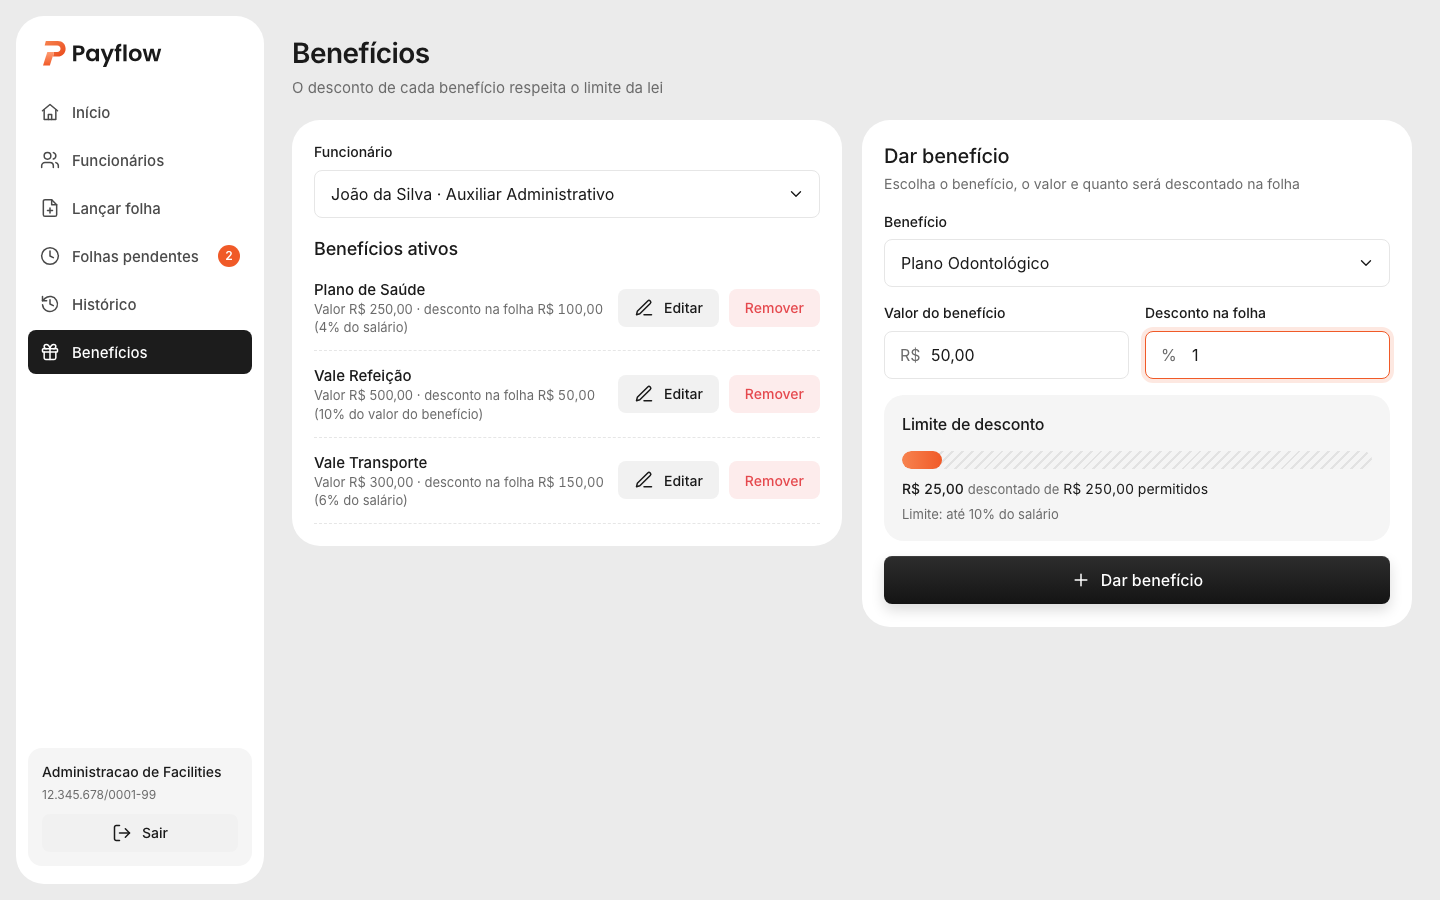 Payflow
Início
Funcionários
Lançar folha
Folhas pendentes 2
Histórico
Benefícios
Administracao de Facilities
12.345.678/0001-99
Sair
Benefícios
O desconto de cada benefício respeita o limite da lei
Funcionário
João da Silva · Auxiliar Administrativo
Benefícios ativos
Plano de Saúde
Valor R$ 250,00 · desconto na folha R$ 100,00
(4% do salário)
Editar
Remover
Vale Refeição
Valor R$ 500,00 · desconto na folha R$ 50,00
(10% do valor do benefício)
Editar
Remover
Vale Transporte
Valor R$ 300,00 · desconto na folha R$ 150,00
(6% do salário)
Editar
Remover
Dar benefício
Escolha o benefício, o valor e quanto será descontado na folha
Benefício
Plano Odontológico
Valor do benefício
R$ 50,00
Desconto na folha
% 1
Limite de desconto
R$ 25,00 descontado de R$ 250,00 permitidos
Limite: até 10% do salário
Dar benefício